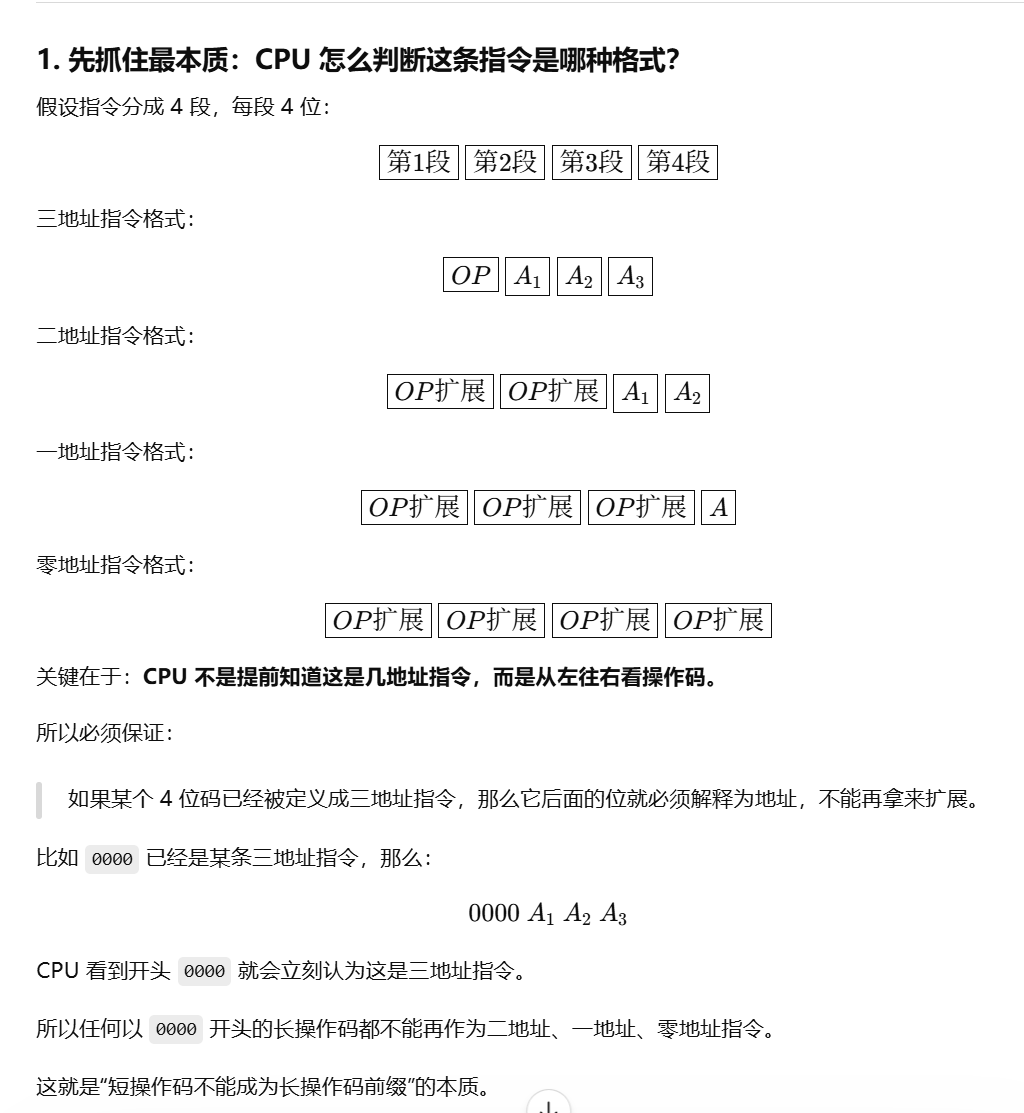 1. 先抓住最本质：CPU 怎么判断这条指令是哪种格式？
假设指令分成 4 段，每段 4 位：
第1段 第2段 第3段 第4段
三地址指令格式：
OP A₁ A₂ A₃
二地址指令格式：
OP扩展 OP扩展 A₁ A₂
一地址指令格式：
OP扩展 OP扩展 OP扩展 A
零地址指令格式：
OP扩展 OP扩展 OP扩展 OP扩展
关键在于：CPU 不是提前知道这是几地址指令，而是从左往右看操作码。
所以必须保证：
如果某个 4 位码已经被定义成三地址指令，那么它后面的位就必须解释为地址，不能再拿来扩展。
比如 0000 已经是某条三地址指令，那么：
0000 A₁ A₂ A₃
CPU 看到开头 0000 就会立刻认为这是三地址指令。
所以任何以 0000 开头的长操作码都不能再作为二地址、一地址、零地址指令。
这就是“短操作码不能成为长操作码前缀”的本质。